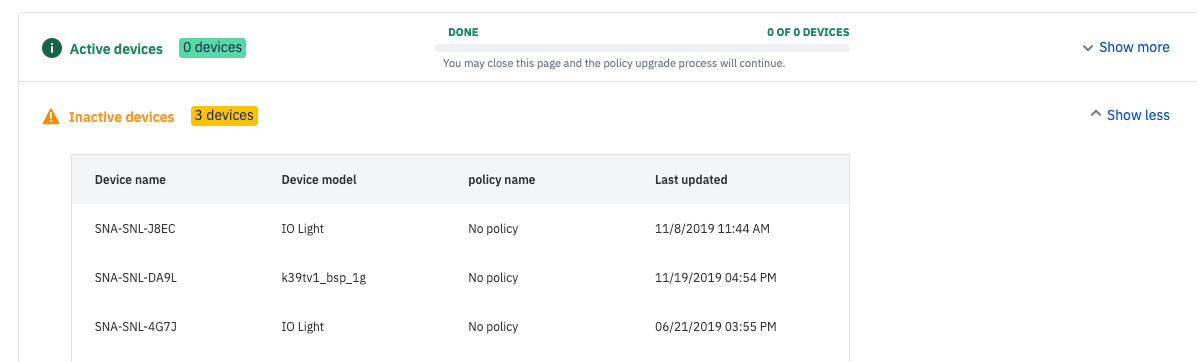 Active devices 0 devices DONE 0 OF 0 DEVICES Show more
You may close this page and the policy upgrade process will continue.
Inactive devices 3 devices Show less
Device name Device model policy name Last updated
SNA-SNL-J8EC IO Light No policy 11/8/2019 11:44 AM
SNA-SNL-DA9L k39tv1_bsp_1g No policy 11/19/2019 04:54 PM
SNA-SNL-4G7J IO Light No policy 06/21/2019 03:55 PM